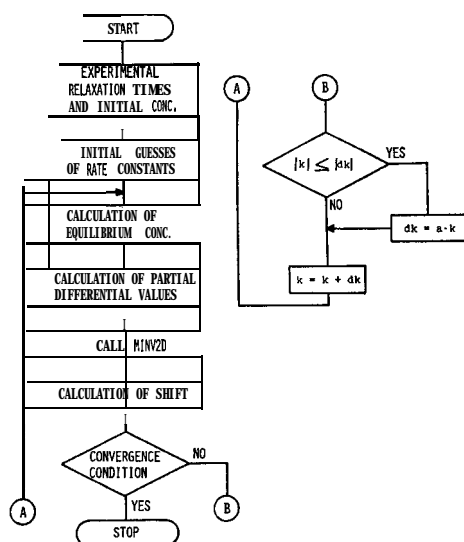 START
EXPERIMENTAL
RELAXATION TIMES
AND INITIAL CONC.
INITIAL GUESSES
OF RATE CONSTANTS
CALCULATION OF
EQUILIBRIUM CONC.
CALCULATION OF PARTIAL
DIFFERENTIAL VALUES
CALL MINV2D
CALCULATION OF SHIFT
CONVERGENCE
CONDITION
NO
YES
A
B
STOP
A
B
|k| ≤ |dk|
YES
NO
dk = a·k
k = k + dk